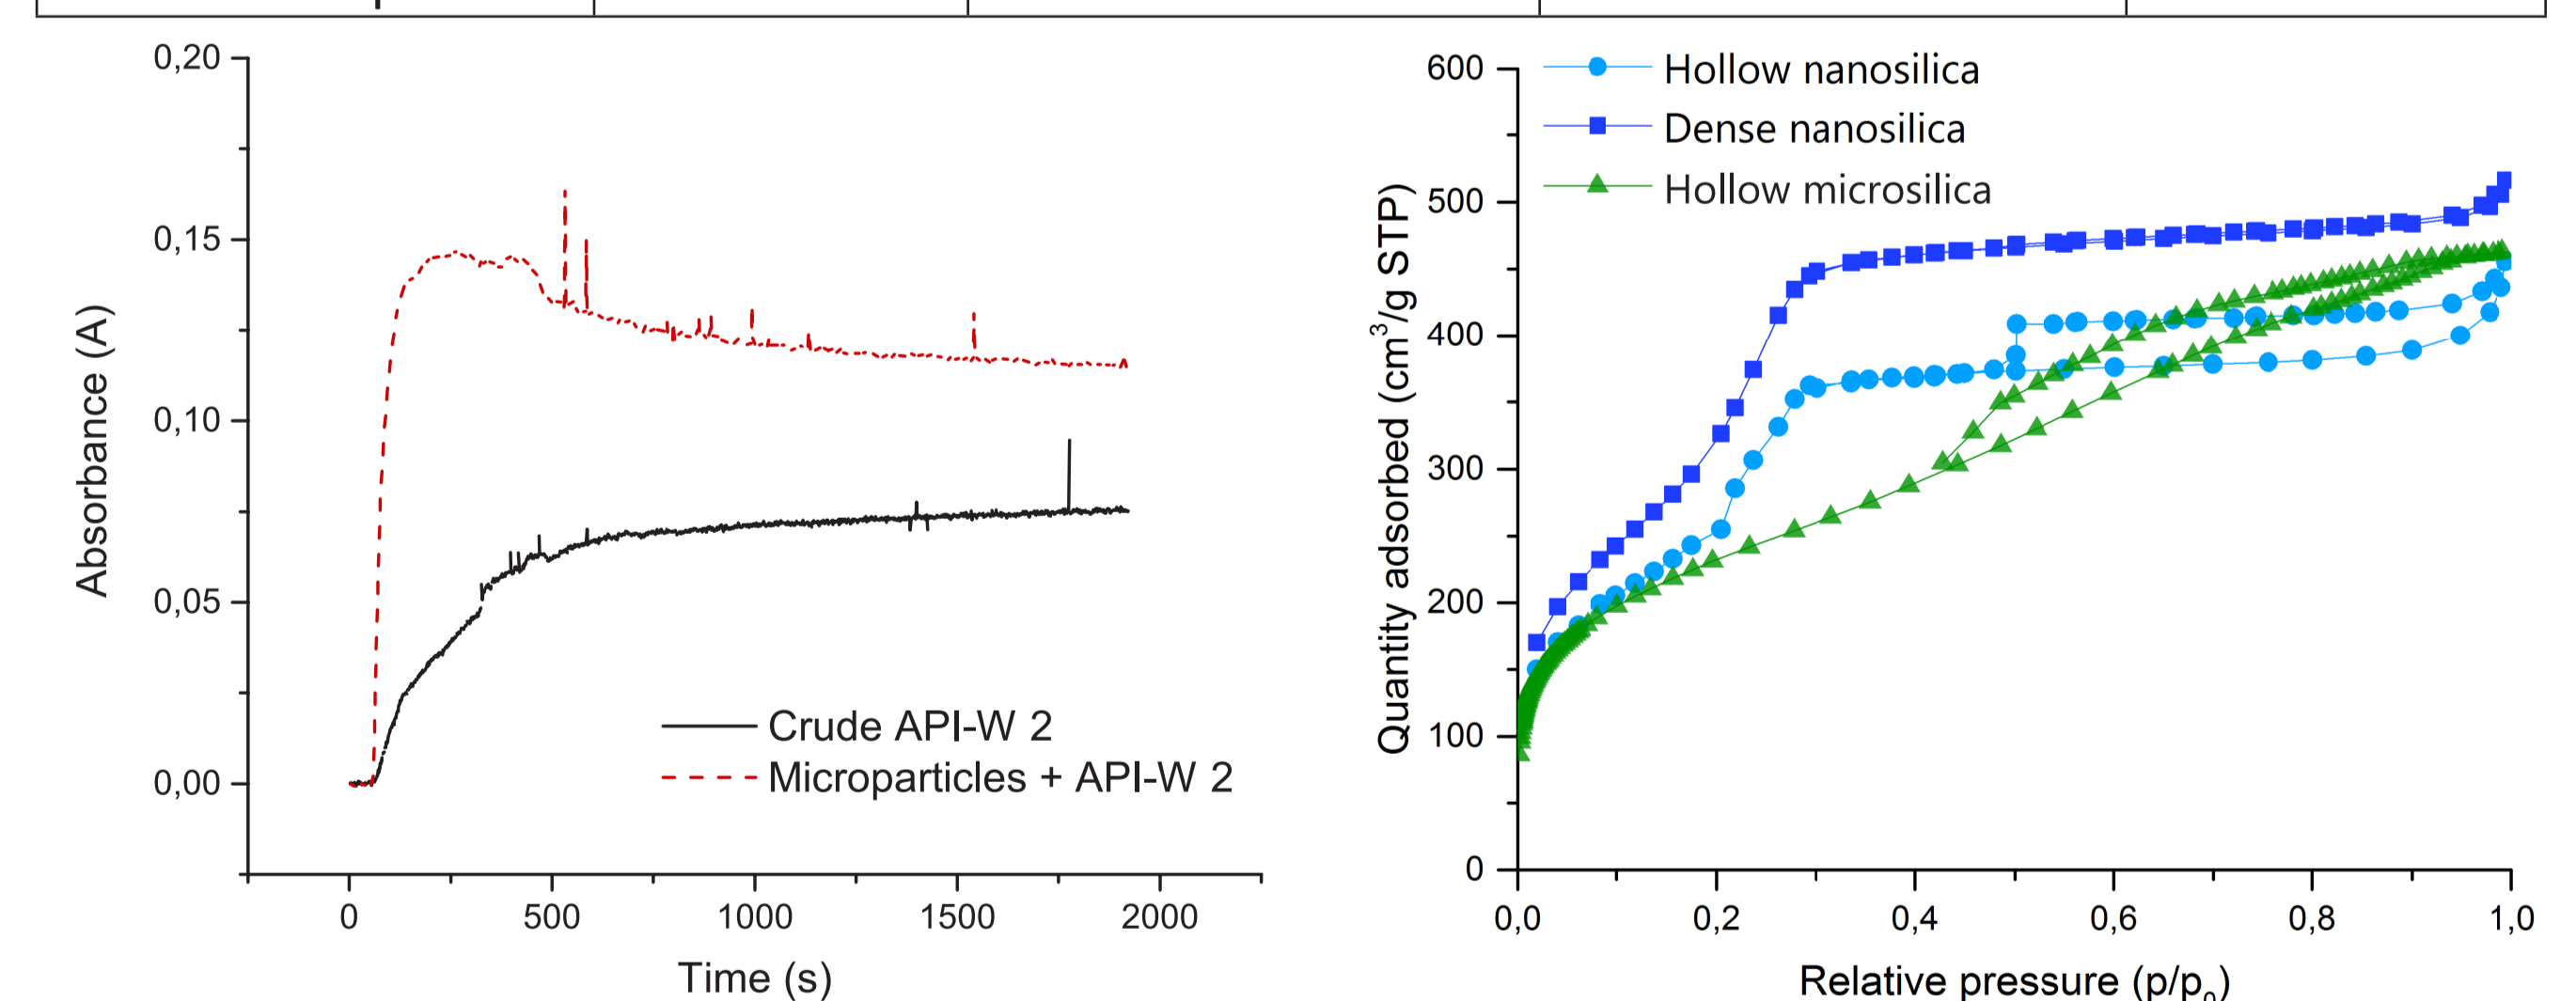 0,20
0,15
0,10
0,05
0,00
Absorbance (A)
Crude API-W 2
Microparticles + API-W 2
0 500 1000 1500 2000
Time (s)
Hollow nanosilica
Dense nanosilica
Hollow microsilica
600
500
400
300
200
100
0
Quantity adsorbed (cm³/g STP)
0,0 0,2 0,4 0,6 0,8 1,0
Relative pressure (p/p₀)